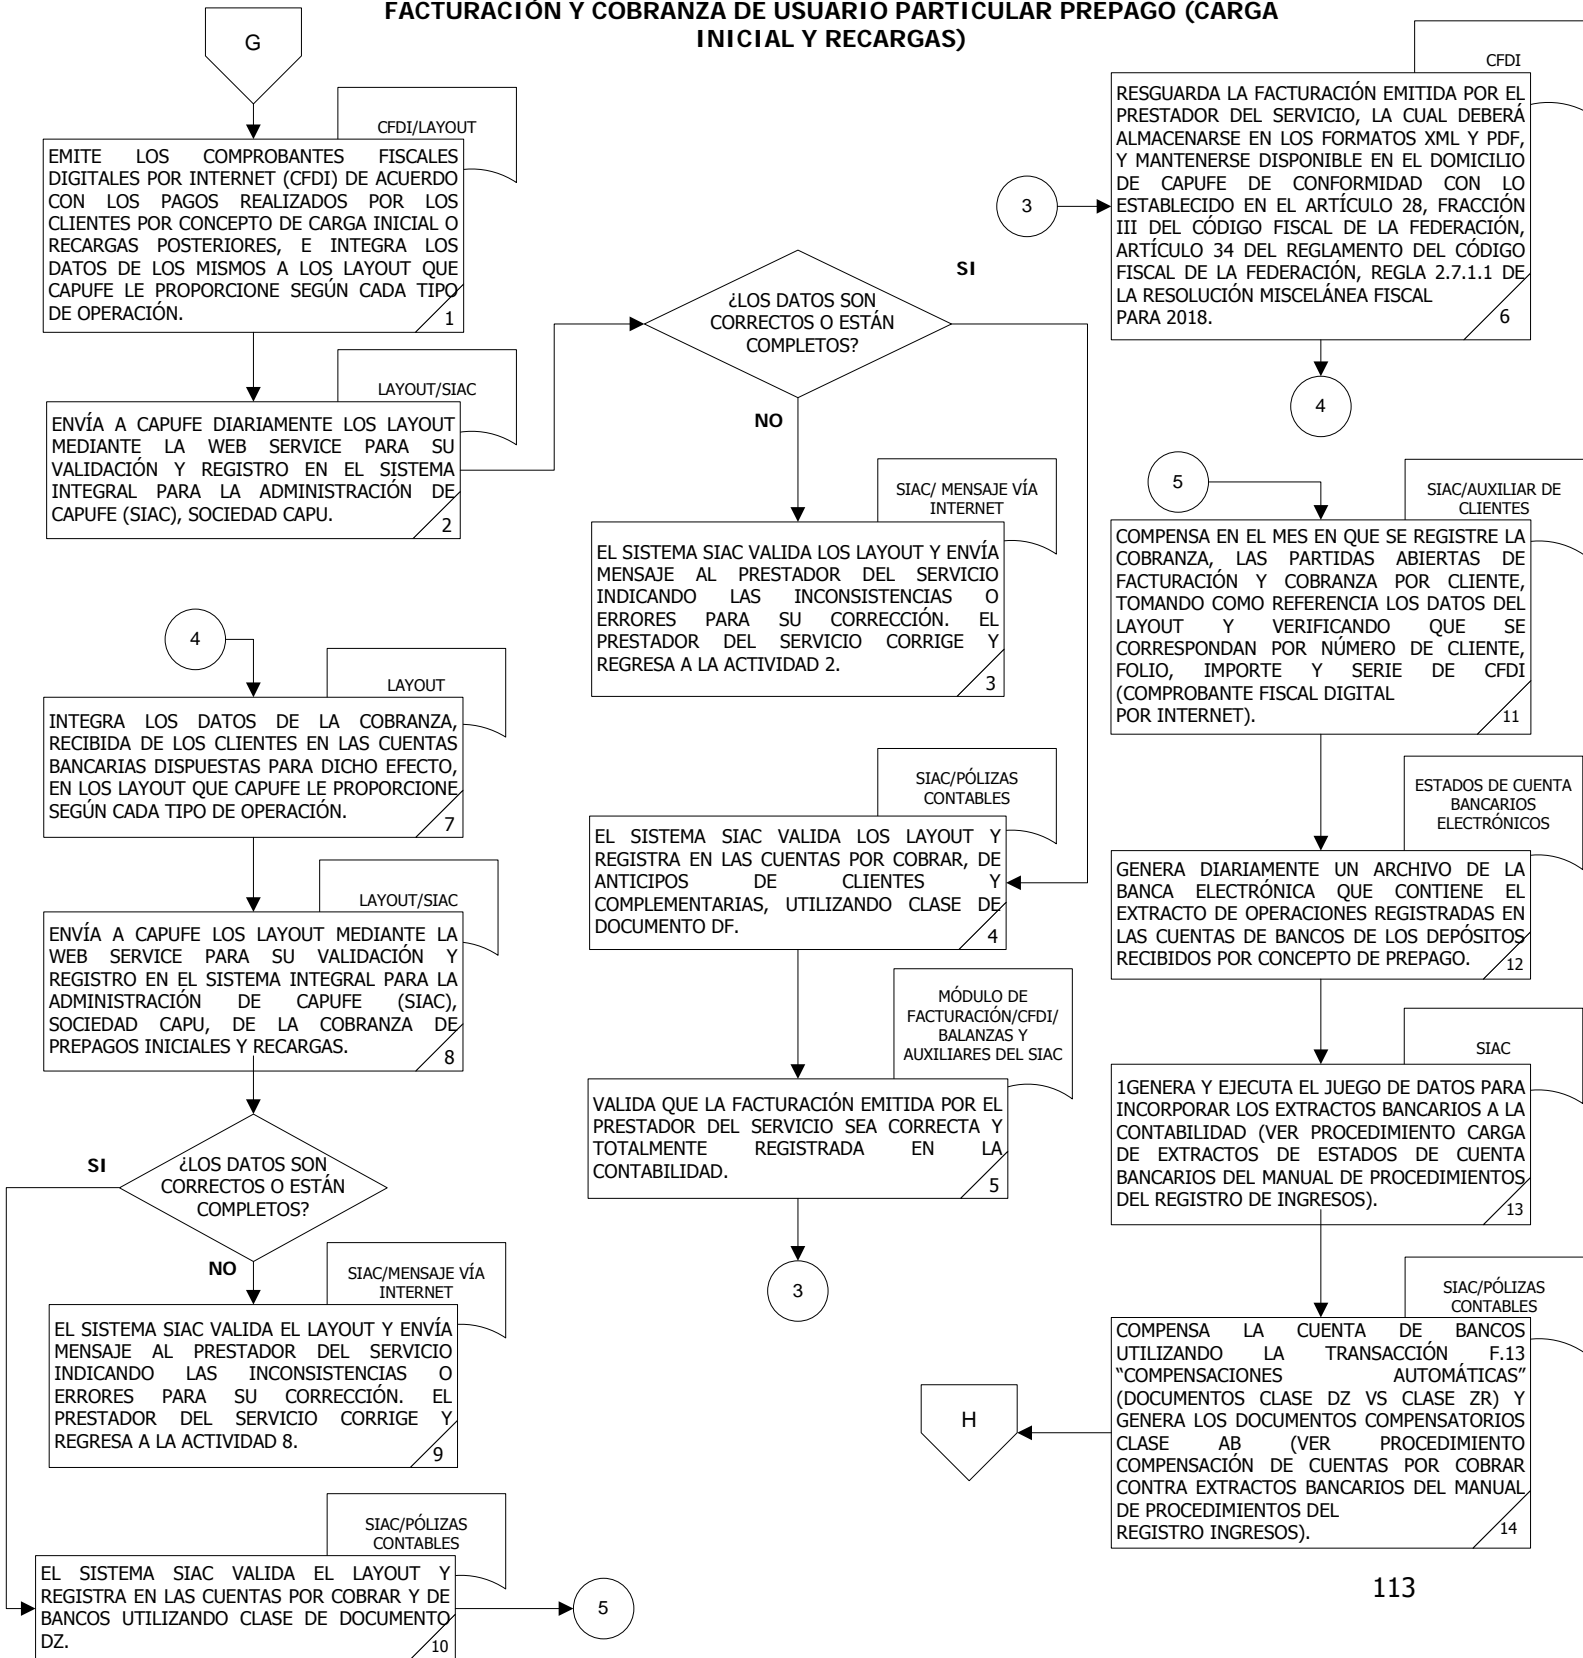 FACTURACIÓN Y COBRANZA DE USUARIO PARTICULAR PREPAGO (CARGA
INICIAL Y RECARGAS)
G
CFDI/LAYOUT
EMITE LOS COMPROBANTES FISCALES
DIGITALES POR INTERNET (CFDI) DE ACUERDO
CON LOS PAGOS REALIZADOS POR LOS
CLIENTES POR CONCEPTO DE CARGA INICIAL O
RECARGAS POSTERIORES, E INTEGRA LOS
DATOS DE LOS MISMOS A LOS LAYOUT QUE
CAPUFE LE PROPORCIONE SEGÚN CADA TIPO
DE OPERACIÓN.
1
LAYOUT/SIAC
ENVÍA A CAPUFE DIARIAMENTE LOS LAYOUT
MEDIANTE LA WEB SERVICE PARA SU
VALIDACIÓN Y REGISTRO EN EL SISTEMA
INTEGRAL PARA LA ADMINISTRACIÓN DE
CAPUFE (SIAC), SOCIEDAD CAPU.
2
4
LAYOUT
INTEGRA LOS DATOS DE LA COBRANZA,
RECIBIDA DE LOS CLIENTES EN LAS CUENTAS
BANCARIAS DISPUESTAS PARA DICHO EFECTO,
EN LOS LAYOUT QUE CAPUFE LE PROPORCIONE
SEGÚN CADA TIPO DE OPERACIÓN.
7
LAYOUT/SIAC
ENVÍA A CAPUFE LOS LAYOUT MEDIANTE LA
WEB SERVICE PARA SU VALIDACIÓN Y
REGISTRO EN EL SISTEMA INTEGRAL PARA LA
ADMINISTRACIÓN DE CAPUFE (SIAC),
SOCIEDAD CAPU, DE LA COBRANZA DE
PREPAGOS INICIALES Y RECARGAS.
8
SI
¿LOS DATOS SON
CORRECTOS O ESTÁN
COMPLETOS?
NO
SIAC/MENSAJE VÍA
INTERNET
EL SISTEMA SIAC VALIDA EL LAYOUT Y ENVÍA
MENSAJE AL PRESTADOR DEL SERVICIO
INDICANDO LAS INCONSISTENCIAS O
ERRORES PARA SU CORRECCIÓN. EL
PRESTADOR DEL SERVICIO CORRIGE Y
REGRESA A LA ACTIVIDAD 8.
9
SIAC/PÓLIZAS
CONTABLES
EL SISTEMA SIAC VALIDA EL LAYOUT Y
REGISTRA EN LAS CUENTAS POR COBRAR Y DE
BANCOS UTILIZANDO CLASE DE DOCUMENTO
DZ.
10
5
¿LOS DATOS SON
CORRECTOS O ESTÁN
COMPLETOS?
SI
NO
SIAC/ MENSAJE VÍA
INTERNET
EL SISTEMA SIAC VALIDA LOS LAYOUT Y ENVÍA
MENSAJE AL PRESTADOR DEL SERVICIO
INDICANDO LAS INCONSISTENCIAS O
ERRORES PARA SU CORRECCIÓN. EL
PRESTADOR DEL SERVICIO CORRIGE Y
REGRESA A LA ACTIVIDAD 2.
3
SIAC/PÓLIZAS
CONTABLES
EL SISTEMA SIAC VALIDA LOS LAYOUT Y
REGISTRA EN LAS CUENTAS POR COBRAR, DE
ANTICIPOS DE CLIENTES Y
COMPLEMENTARIAS, UTILIZANDO CLASE DE
DOCUMENTO DF.
4
MÓDULO DE
FACTURACIÓN/CFDI/
BALANZAS Y
AUXILIARES DEL SIAC
VALIDA QUE LA FACTURACIÓN EMITIDA POR EL
PRESTADOR DEL SERVICIO SEA CORRECTA Y
TOTALMENTE REGISTRADA EN LA
CONTABILIDAD.
5
3
CFDI
3
RESGUARDA LA FACTURACIÓN EMITIDA POR EL
PRESTADOR DEL SERVICIO, LA CUAL DEBERÁ
ALMACENARSE EN LOS FORMATOS XML Y PDF,
Y MANTENERSE DISPONIBLE EN EL DOMICILIO
DE CAPUFE DE CONFORMIDAD CON LO
ESTABLECIDO EN EL ARTÍCULO 28, FRACCIÓN
III DEL CÓDIGO FISCAL DE LA FEDERACIÓN,
ARTÍCULO 34 DEL REGLAMENTO DEL CÓDIGO
FISCAL DE LA FEDERACIÓN, REGLA 2.7.1.1 DE
LA RESOLUCIÓN MISCELÁNEA FISCAL
PARA 2018.
6
4
5
SIAC/AUXILIAR DE
CLIENTES
COMPENSA EN EL MES EN QUE SE REGISTRE LA
COBRANZA, LAS PARTIDAS ABIERTAS DE
FACTURACIÓN Y COBRANZA POR CLIENTE,
TOMANDO COMO REFERENCIA LOS DATOS DEL
LAYOUT Y VERIFICANDO QUE SE
CORRESPONDAN POR NÚMERO DE CLIENTE,
FOLIO, IMPORTE Y SERIE DE CFDI
(COMPROBANTE FISCAL DIGITAL
POR INTERNET).
11
ESTADOS DE CUENTA
BANCARIOS
ELECTRÓNICOS
GENERA DIARIAMENTE UN ARCHIVO DE LA
BANCA ELECTRÓNICA QUE CONTIENE EL
EXTRACTO DE OPERACIONES REGISTRADAS EN
LAS CUENTAS DE BANCOS DE LOS DEPÓSITOS
RECIBIDOS POR CONCEPTO DE PREPAGO.
12
SIAC
1GENERA Y EJECUTA EL JUEGO DE DATOS PARA
INCORPORAR LOS EXTRACTOS BANCARIOS A LA
CONTABILIDAD (VER PROCEDIMIENTO CARGA
DE EXTRACTOS DE ESTADOS DE CUENTA
BANCARIOS DEL MANUAL DE PROCEDIMIENTOS
DEL REGISTRO DE INGRESOS).
13
SIAC/PÓLIZAS
CONTABLES
COMPENSA LA CUENTA DE BANCOS
UTILIZANDO LA TRANSACCIÓN F.13
“COMPENSACIONES AUTOMÁTICAS”
(DOCUMENTOS CLASE DZ VS CLASE ZR) Y
GENERA LOS DOCUMENTOS COMPENSATORIOS
CLASE AB (VER PROCEDIMIENTO
COMPENSACIÓN DE CUENTAS POR COBRAR
CONTRA EXTRACTOS BANCARIOS DEL MANUAL
DE PROCEDIMIENTOS DEL
REGISTRO INGRESOS).
14
H
113